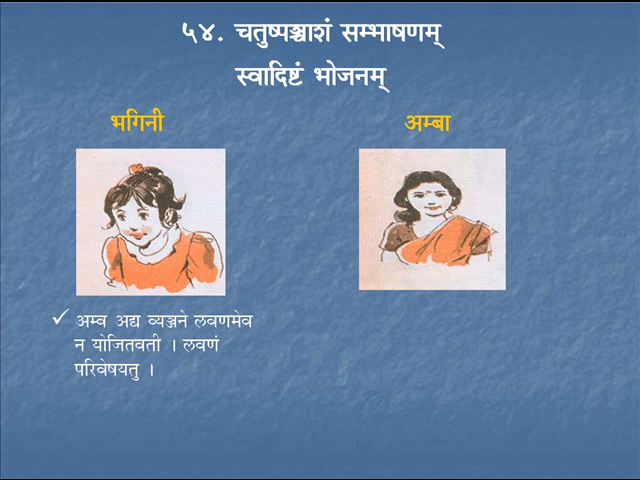 ५४. चतुष्पञ्चाशं सम्भाषणम्
स्वादिष्टं भोजनम्
भगिनी
अम्बा
अम्ब अद्य व्यञ्जने लवणमेव
न योजितवती । लवणं
परिवेषयतु ।